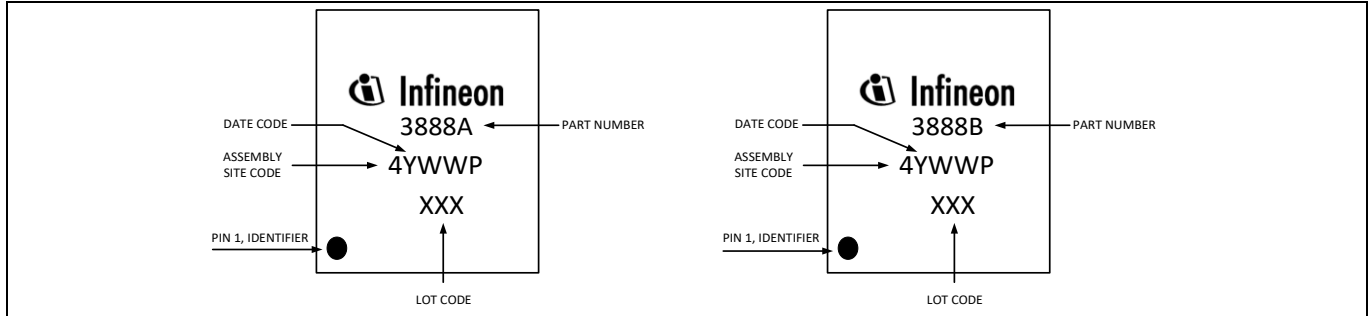 Infineon
3888A
DATE CODE
PART NUMBER
4YWWP
ASSEMBLY
SITE CODE
XXX
PIN 1, IDENTIFIER
LOT CODE
Infineon
3888B
DATE CODE
PART NUMBER
4YWWP
ASSEMBLY
SITE CODE
XXX
PIN 1, IDENTIFIER
LOT CODE